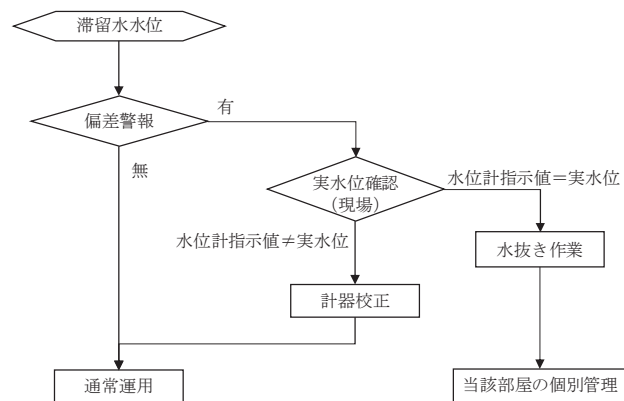 滞留水水位
偏差警報
有
無
実水位確認
(現場)
水位計指示値＝実水位
水位計指示値≠実水位
水抜き作業
計器校正
通常運用
当該部屋の個別管理